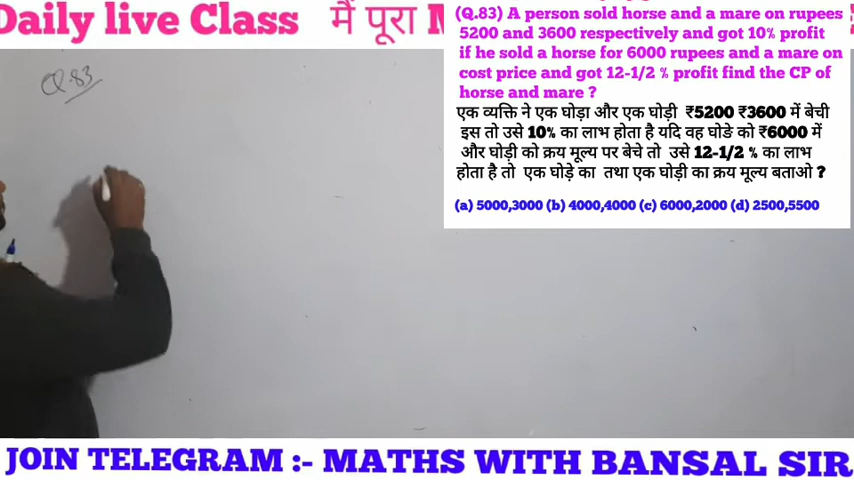 Daily live Class में पूरा
(Q.83) A person sold horse and a mare on rupees
5200 and 3600 respectively and got 10% profit
if he sold a horse for 6000 rupees and a mare on
cost price and got 12-1/2 % profit find the CP of
horse and mare ?
एक व्यक्ति ने एक घोड़ा और एक घोड़ी ₹5200 ₹3600 में बेची
इस तो उसे 10% का लाभ होता है यदि वह घोडे को ₹6000 में
और घोड़ी को क्रय मूल्य पर बेचे तो उसे 12-1/2 % का लाभ
होता है तो एक घोड़े का तथा एक घोड़ी का क्रय मूल्य बताओ ?
(a) 5000,3000 (b) 4000,4000 (c) 6000,2000 (d) 2500,5500
Q.83
JOIN TELEGRAM :- MATHS WITH BANSAL SIR